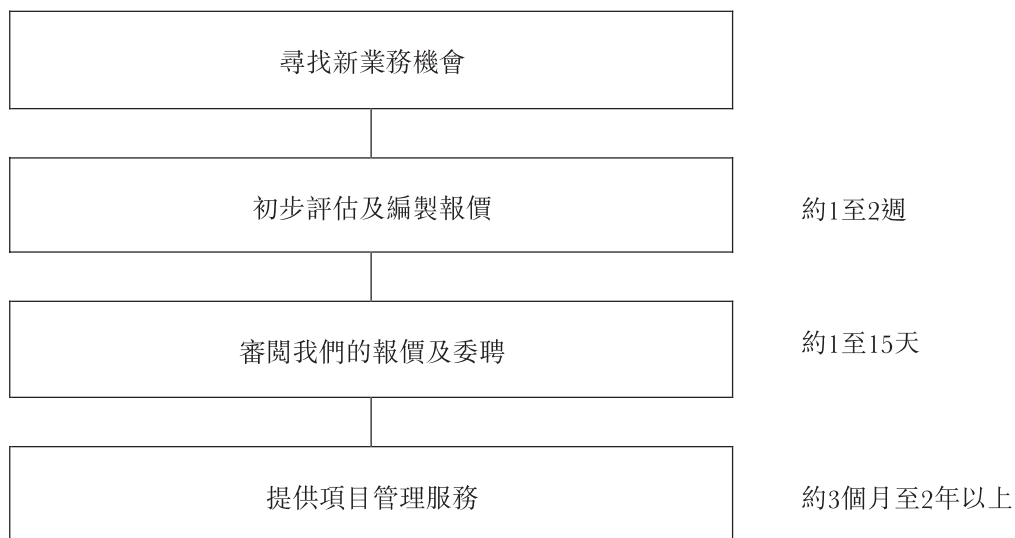 尋找新業務機會
初步評估及編製報價
約1至2週
審閱我們的報價及委聘
約1至15天
提供項目管理服務
約3個月至2年以上